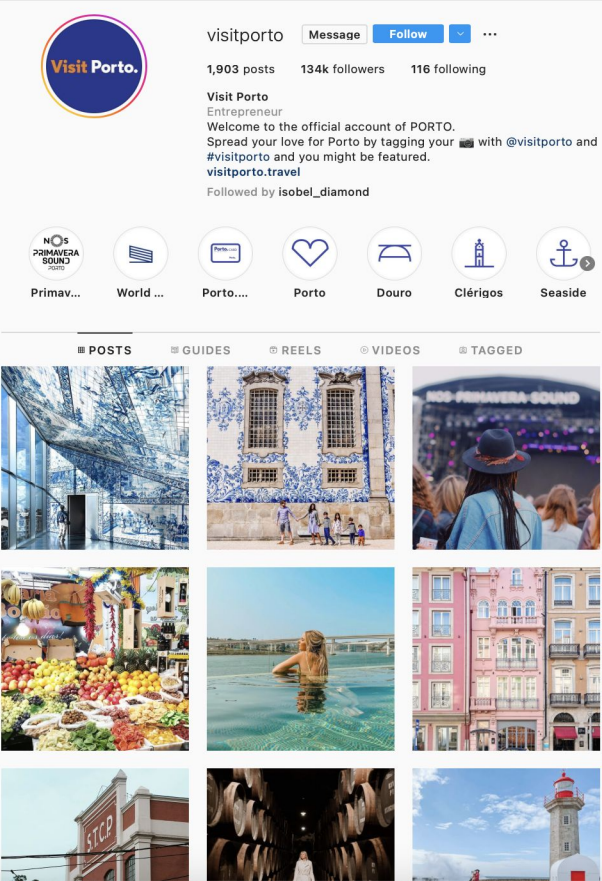 Visit Porto.
visitporto Message Follow
1,903 posts 134k followers 116 following
Visit Porto
Entrepreneur
Welcome to the official account of PORTO.
Spread your love for Porto by tagging your 📷 with @visitporto and
#visitporto and you might be featured.
visitporto.travel
Followed by isobel_diamond
NOS
PRIMAVERA
SOUND
PORTO
Porto.
Primav...
World ...
Porto....
Porto
Douro
Clérigos
Seaside
POSTS GUIDES REELS VIDEOS TAGGED
NOS PRIMAVERA SOUND
S.T.C.P